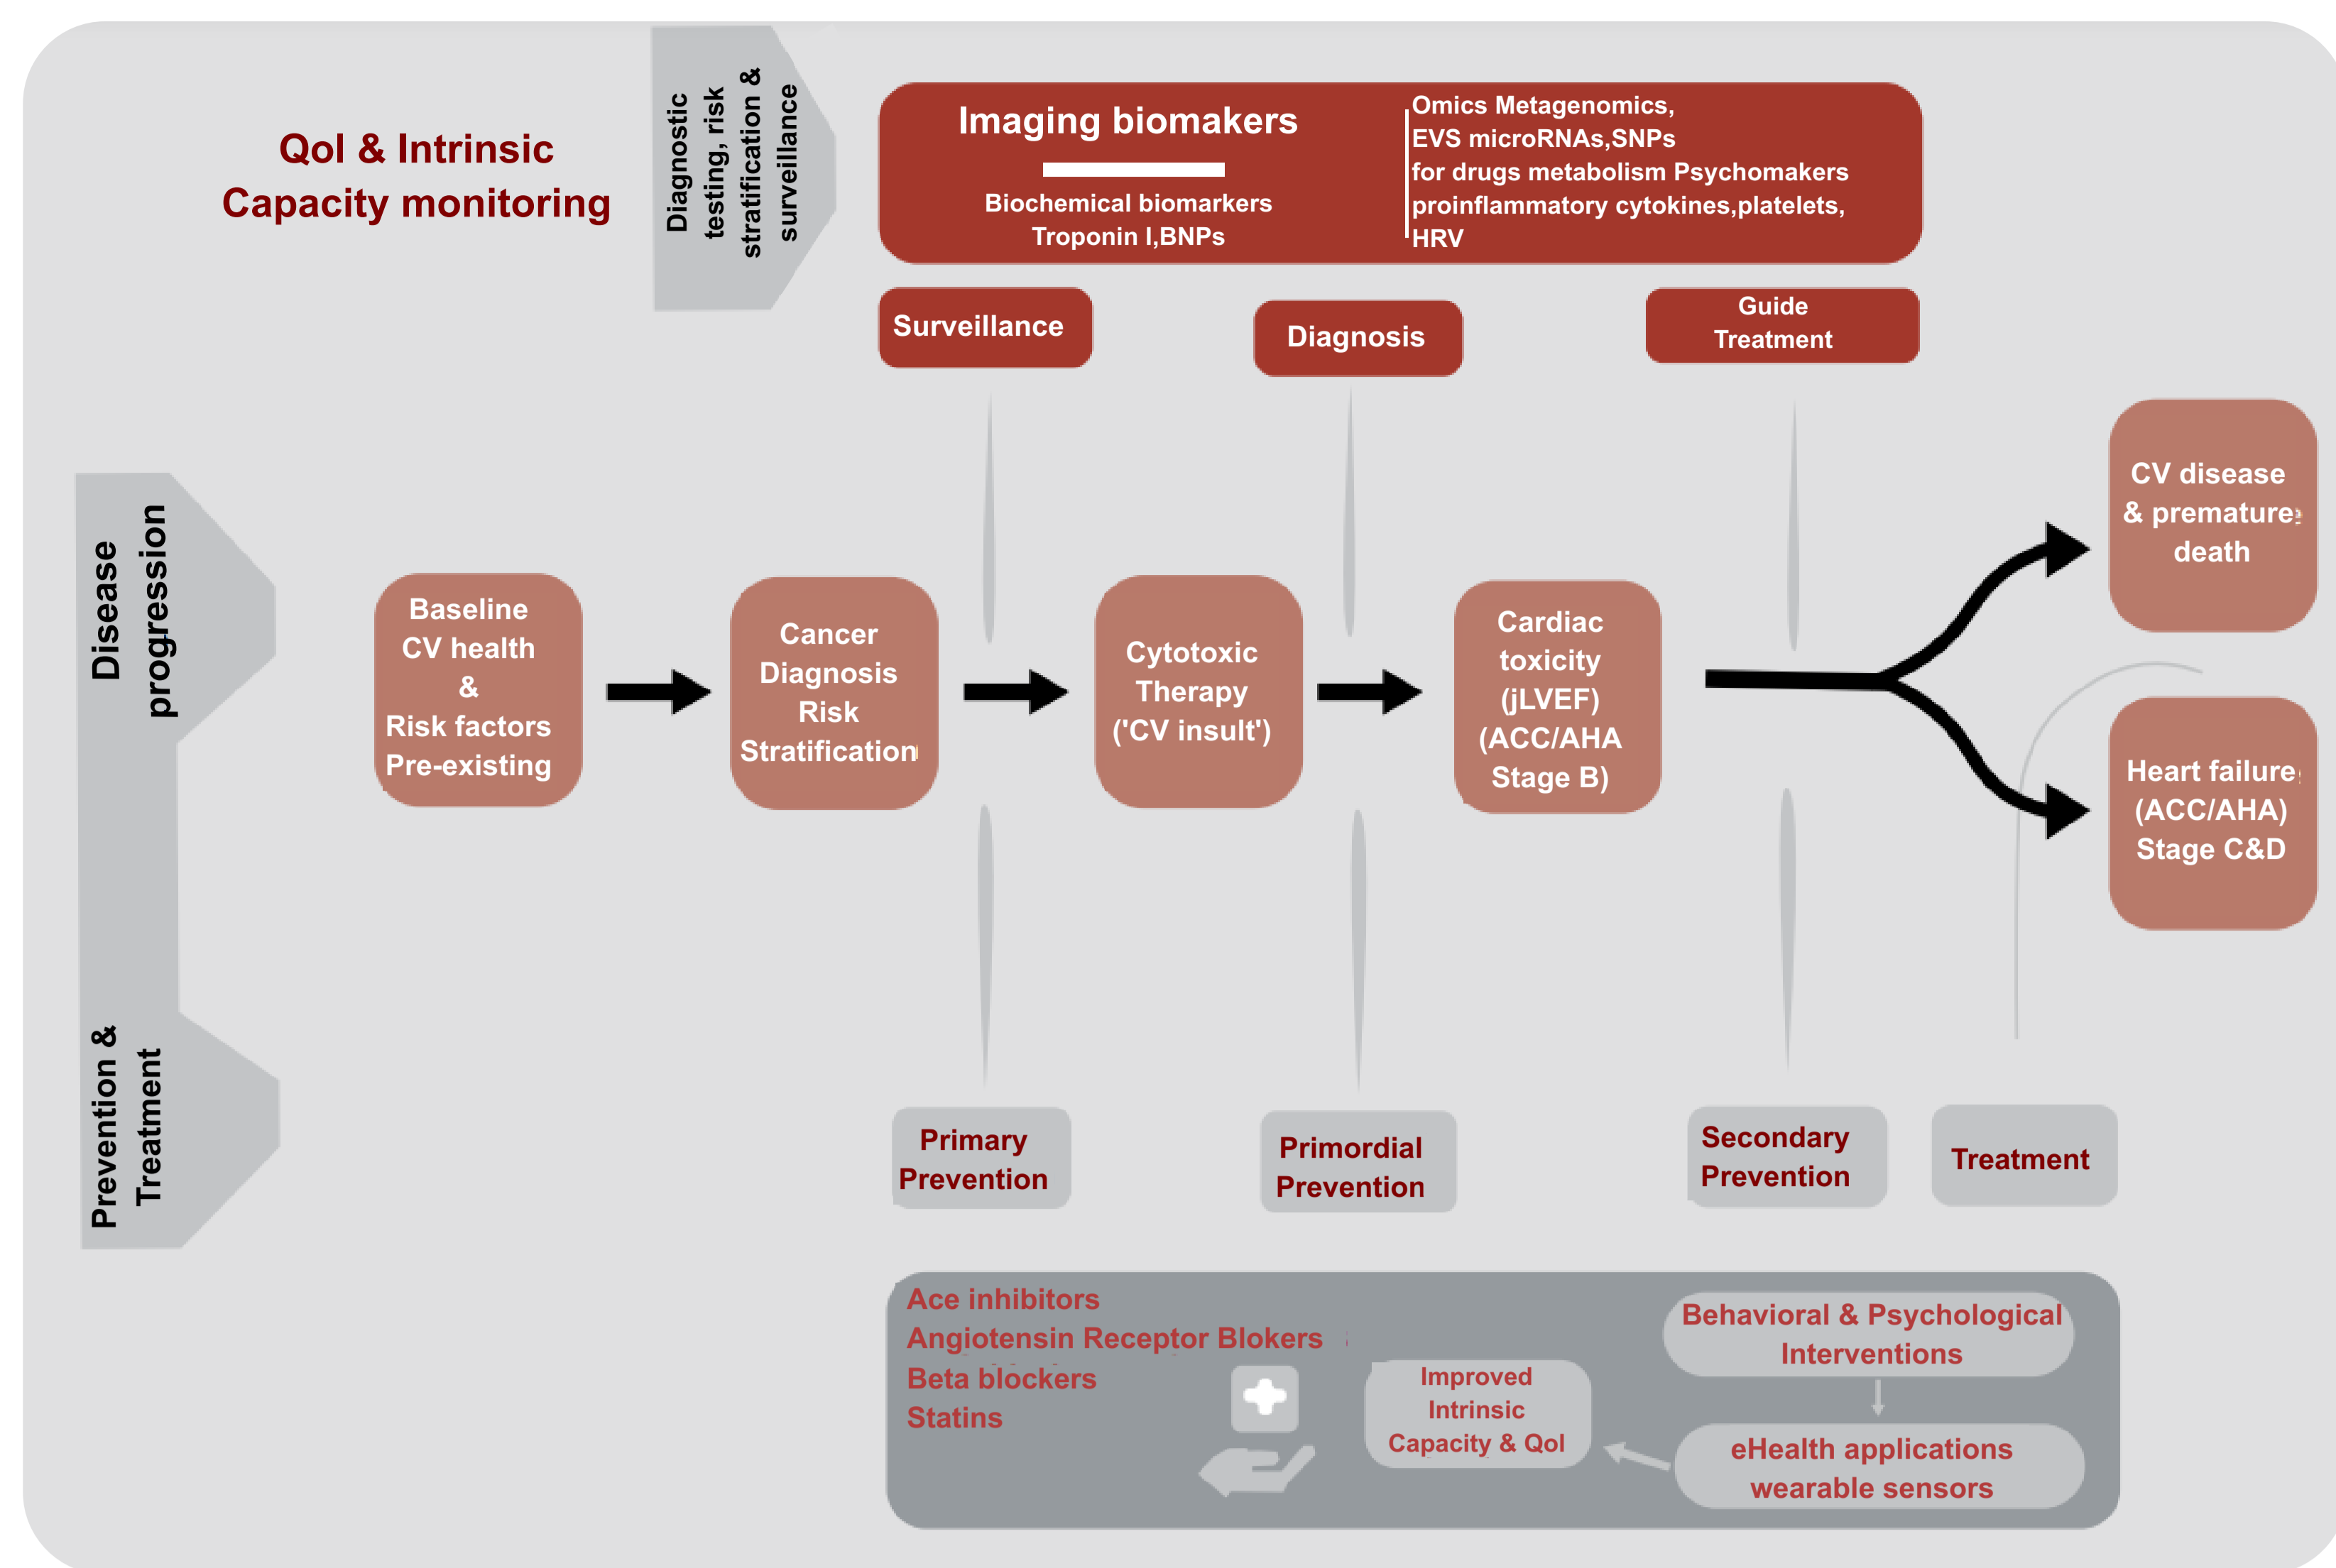 Qol & Intrinsic
Capacity monitoring
Diagnostic
testing, risk
stratification &
surveillance
Imaging biomakers
Biochemical biomarkers
Troponin I,BNPs
Omics Metagenomics,
EVS microRNAs,SNPs
for drugs metabolism Psychomakers
proinflammatory cytokines,platelets,
HRV
Surveillance
Diagnosis
Guide
Treatment
Disease
progression
Baseline
CV health
&
Risk factors
Pre-existing
Cancer
Diagnosis
Risk
Stratification
Cytotoxic
Therapy
('CV insult')
Cardiac
toxicity
(jLVEF)
(ACC/AHA
Stage B)
CV disease
& premature
death
Heart failure
(ACC/AHA)
Stage C&D
Prevention &
Treatment
Primary
Prevention
Primordial
Prevention
Secondary
Prevention
Treatment
Ace inhibitors
Angiotensin Receptor Blokers
Beta blockers
Statins
Improved
Intrinsic
Capacity & Qol
Behavioral & Psychological
Interventions
eHealth applications
wearable sensors